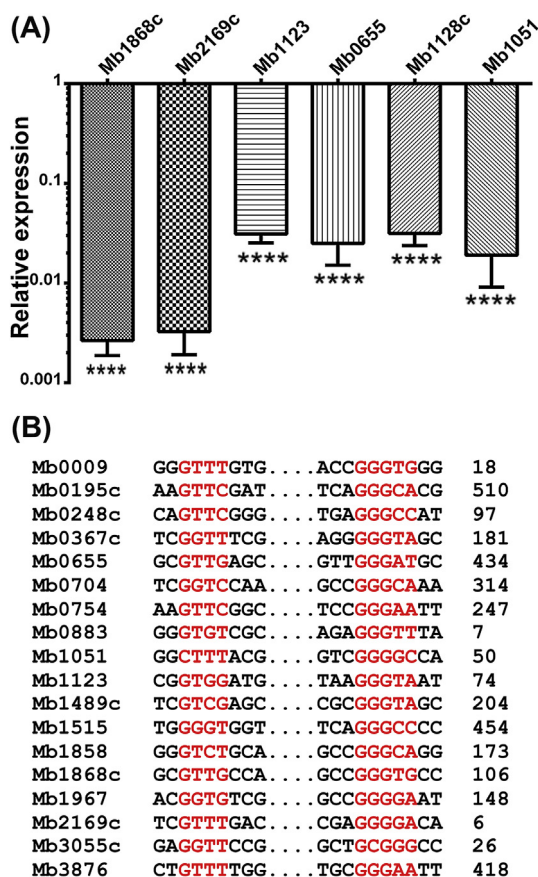 (A)
Mb1868c Mb2169c Mb1123 Mb0655 Mb1128c Mb1051
Relative expression
1
0.1
0.01
0.001
**** **** **** **** **** ****
(B)
Mb0009 GGGTTTGTG....ACCGGGTGGG 18
Mb0195c AAGTTCGAT....TCAGGGCACG 510
Mb0248c CAGTTCGGG....TGAGGGCCAT 97
Mb0367c TCGGTTTCG....AGGGGGTAGC 181
Mb0655 GCGTTGAGC....GTTGGGATGC 434
Mb0704 TCGGTCCAA....GCCGGGCAAA 314
Mb0754 AAGTTCGGC....TCCGGGAATT 247
Mb0883 GGGTGTCGC....AGAGGGTTTA 7
Mb1051 GGCTTTACG....GTCGGGGCCA 50
Mb1123 CGTGGGATG....TAAGGGTAAT 74
Mb1489c TCGTCGAGC....CGCGGGTAGC 204
Mb1515 TGGGGTGGT....TCAGGGCCCC 454
Mb1858 GGGTCTGCA....GCCGGGCAGG 173
Mb1868c GCGTTGCCA....GCCGGGTGCC 106
Mb1967 ACGGTGTCG....GCCGGGGAAT 148
Mb2169c TCGTTTGAC....CGAGGGGACA 6
Mb3055c GAGGTTCCG....GCTGCGGGCC 26
Mb3876 CTGTTTTGG....TGCGGGAATT 418